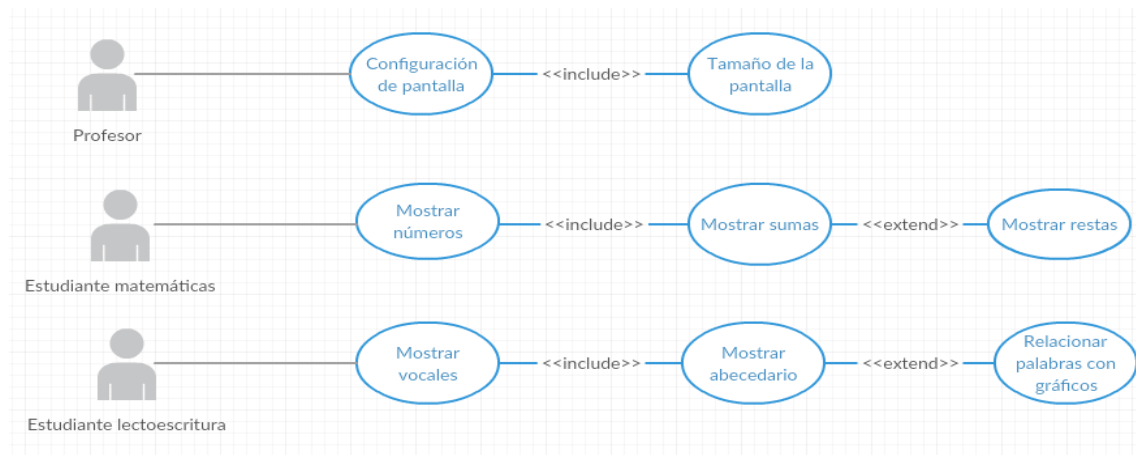 Configuración
de pantalla
<<include>>
Tamaño de la
pantalla
Profesor
Mostrar
números
<<include>>
Mostrar sumas
<<extend>>
Mostrar restas
Estudiante matemáticas
Mostrar
vocales
<<include>>
Mostrar
abecedario
<<extend>>
Relacionar
palabras con
gráficos
Estudiante lectoescritura